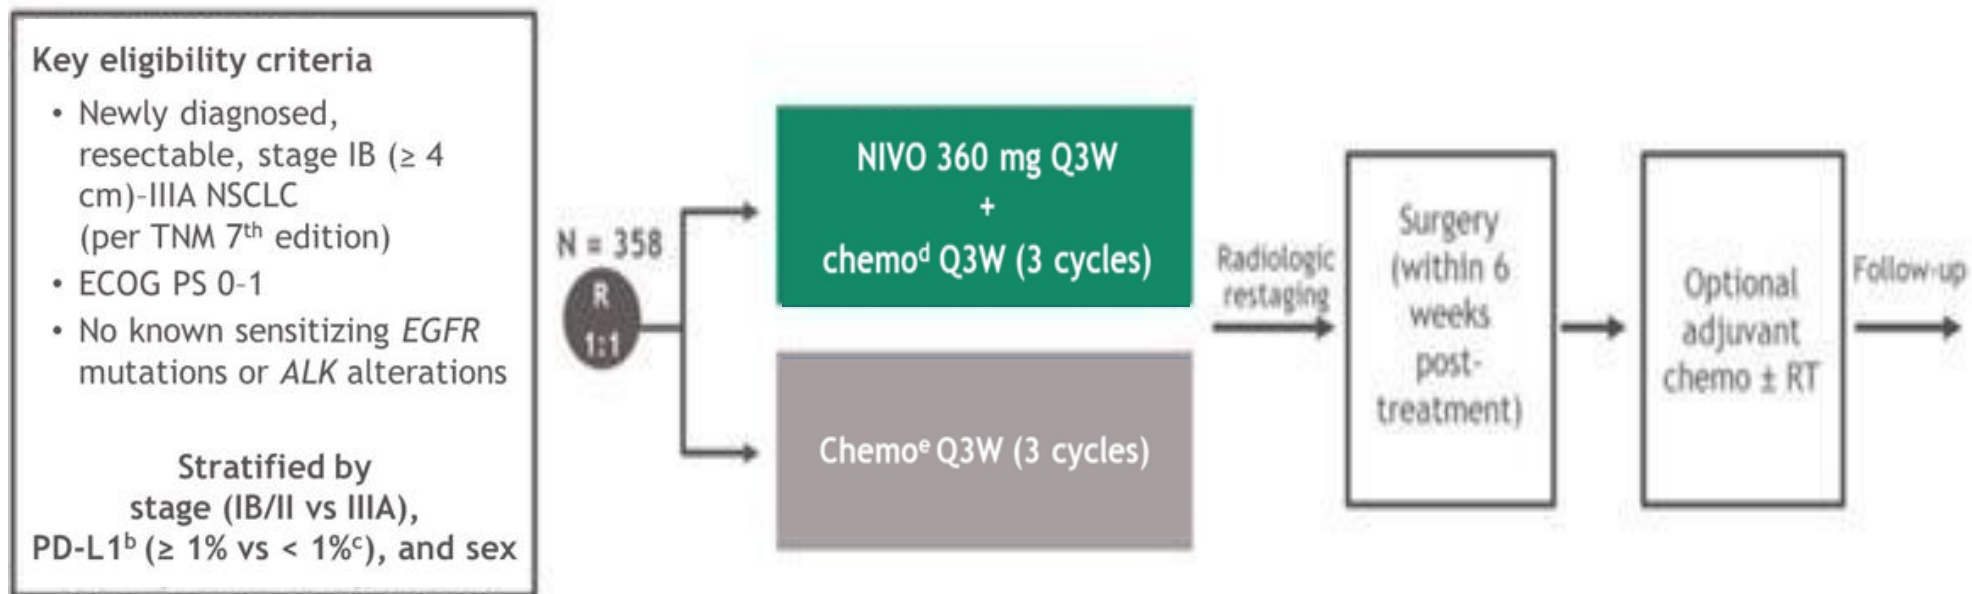 Key eligibility criteria
• Newly diagnosed,
resectable, stage IB (≥ 4
cm)–IIIA NSCLC
(per TNM 7th edition)
• ECOG PS 0–1
• No known sensitizing EGFR
mutations or ALK alterations
Stratified by
stage (IB/II vs IIIA),
PD-L1b (≥ 1% vs < 1%c), and sex
N = 358
R
1:1
NIVO 360 mg Q3W
+
chemod Q3W (3 cycles)
Chemoe Q3W (3 cycles)
Radiologic
restaging
Surgery
(within 6
weeks
post-
treatment)
Optional
adjuvant
chemo ± RT
Follow-up